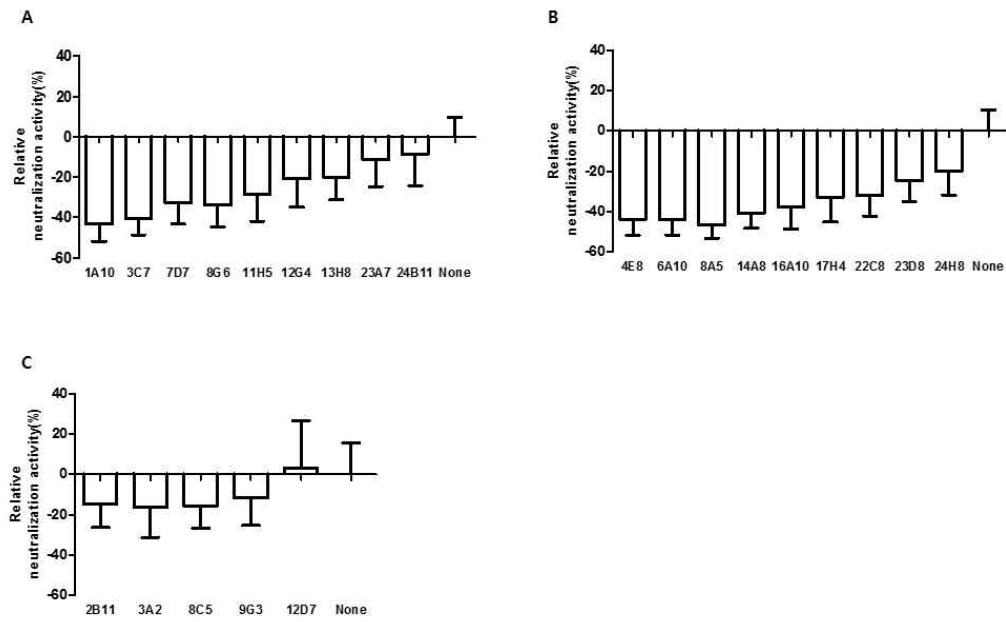 A
Relative
neutralization activity(%)
40
20
0
-20
-40
-60
1A10 3C7 7D7 8G6 11H5 12G4 13H8 23A7 24B11 None
B
Relative
neutralization activity(%)
40
20
0
-20
-40
-60
4E8 6A10 8A5 14A8 16A10 17H4 22C8 23D8 24H8 None
C
Relative
neutralization activity(%)
40
20
0
-20
-40
-60
2B11 3A2 8C5 9G3 12D7 None